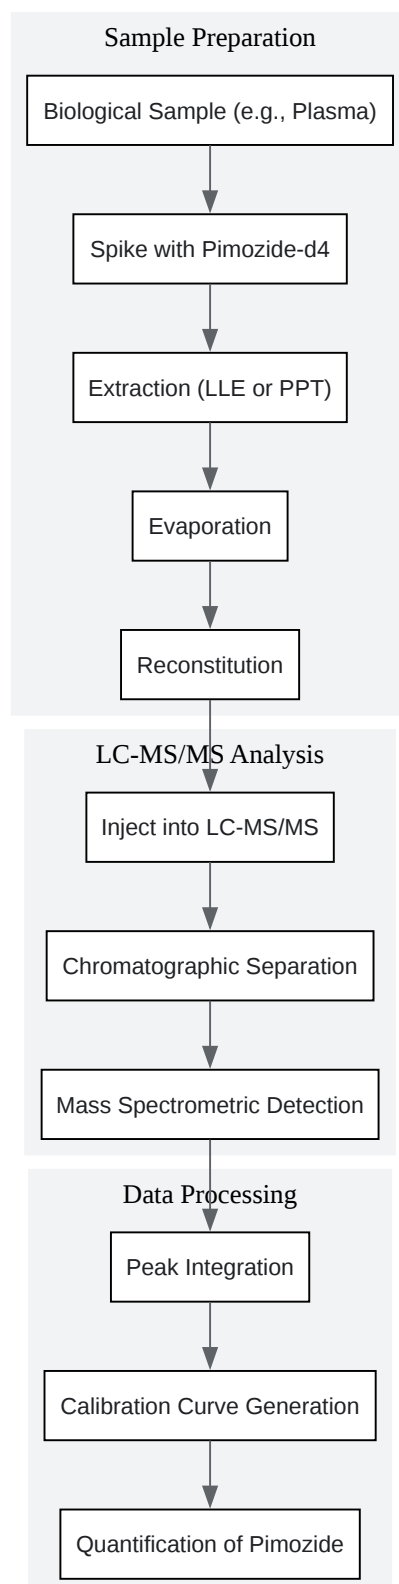 Sample Preparation
Biological Sample (e.g., Plasma)
Spike with Pimozide-d4
Extraction (LLE or PPT)
Evaporation
Reconstitution
LC-MS/MS Analysis
Inject into LC-MS/MS
Chromatographic Separation
Mass Spectrometric Detection
Data Processing
Peak Integration
Calibration Curve Generation
Quantification of Pimozide